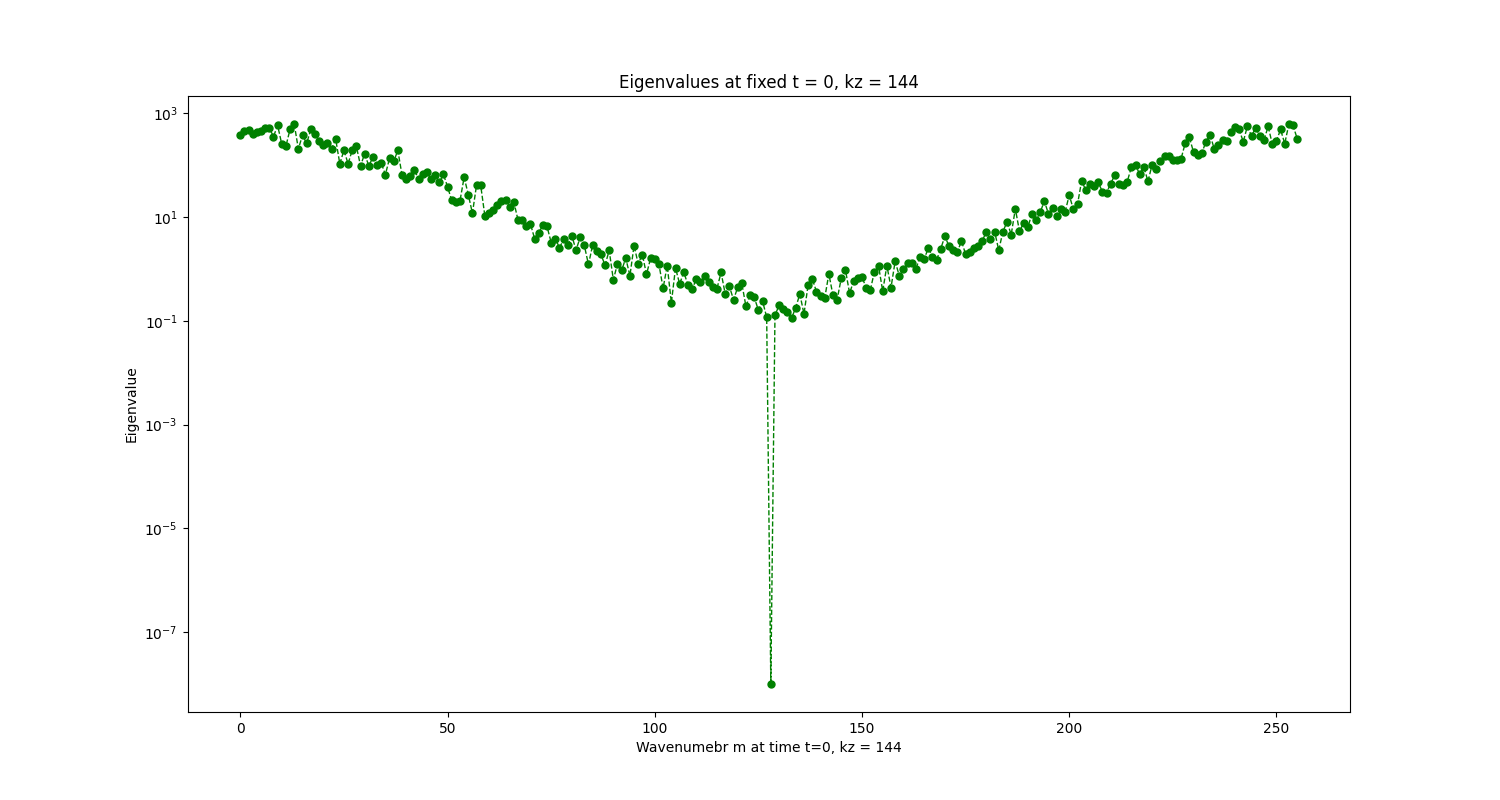 Eigenvalues at fixed t = 0, kz = 144
10³
10¹
10⁻¹
10⁻³
10⁻⁵
10⁻⁷
Eigenvalue
0 50 100 150 200 250
Wavenumebr m at time t=0, kz = 144